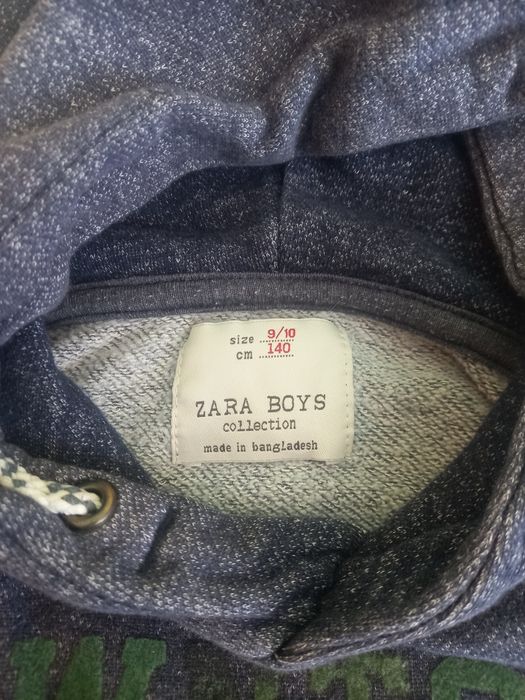 size 9/10
cm 140
ZARA BOYS
collection
made in bangladesh